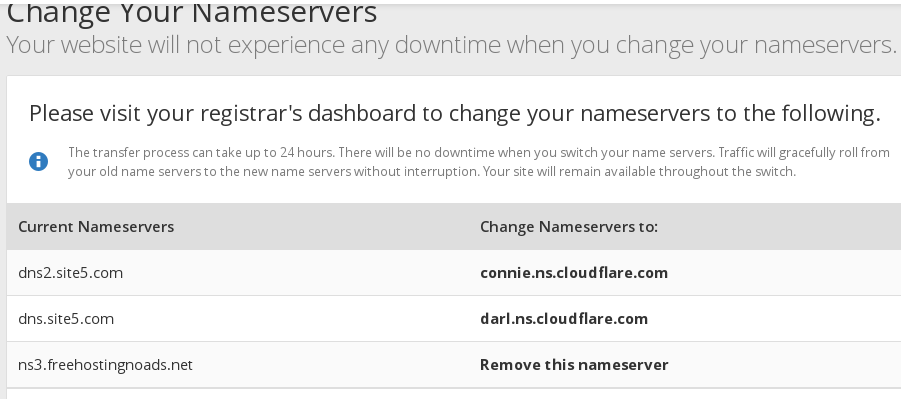 Change Your Nameservers
Your website will not experience any downtime when you change your nameservers.
Please visit your registrar's dashboard to change your nameservers to the following.
The transfer process can take up to 24 hours. There will be no downtime when you switch your name servers. Traffic will gracefully roll from
your old name servers to the new name servers without interruption. Your site will remain available throughout the switch.
Current Nameservers Change Nameservers to:
dns2.site5.com connie.ns.cloudflare.com
dns.site5.com darl.ns.cloudflare.com
ns3.freehostingnoads.net Remove this nameserver